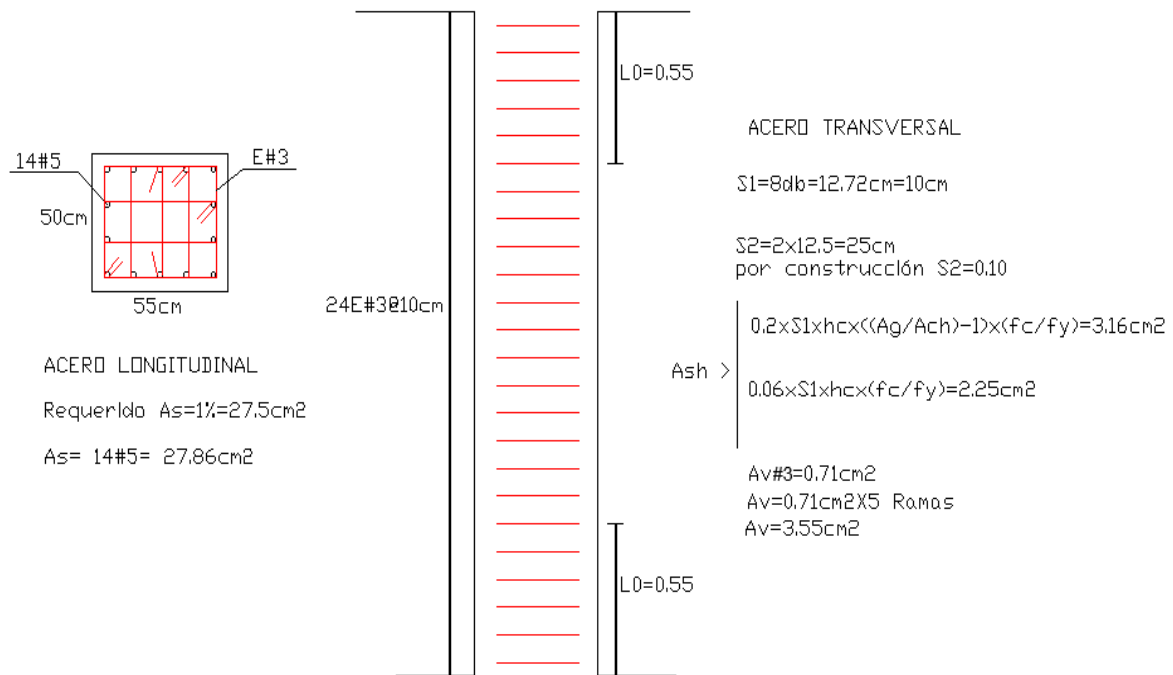 14#5
E#3
50cm
55cm
ACERO LONGITUDINAL
Requerido As=1%=27.5cm2
As= 14#5= 27.86cm2
24E#3@10cm
L0=0.55
L0=0.55
ACERO TRANSVERSAL
S1=8db=12.72cm=10cm
S2=2x12.5=25cm
por construcción S2=0.10
Ash >
0.2xS1xhcx((Ag/Ach)-1)x(fc/fy)=3.16cm2
0.06xS1xhcx(fc/fy)=2.25cm2
Av#3=0.71cm2
Av=0.71cm2X5 Ramas
Av=3.55cm2